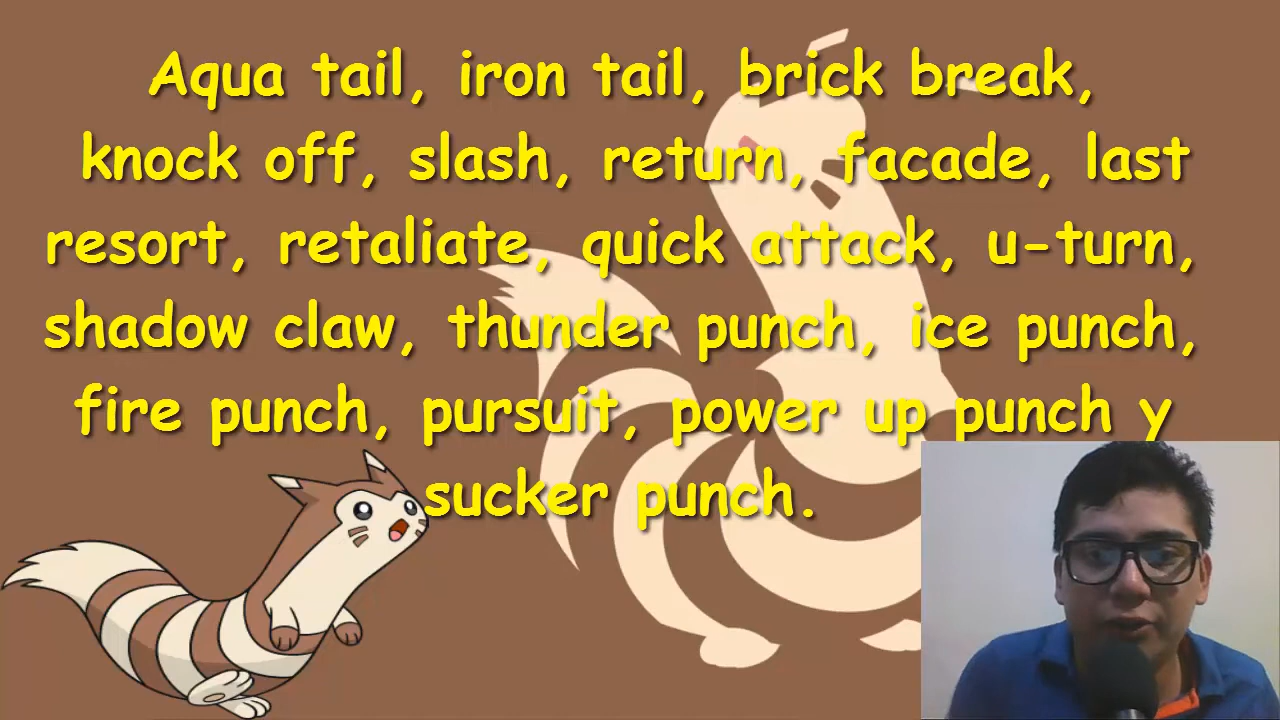 Aqua tail, iron tail, brick break,
knock off, slash, return, facade, last
resort, retaliate, quick attack, u-turn,
shadow claw, thunder punch, ice punch,
fire punch, pursuit, power up punch y
sucker punch.